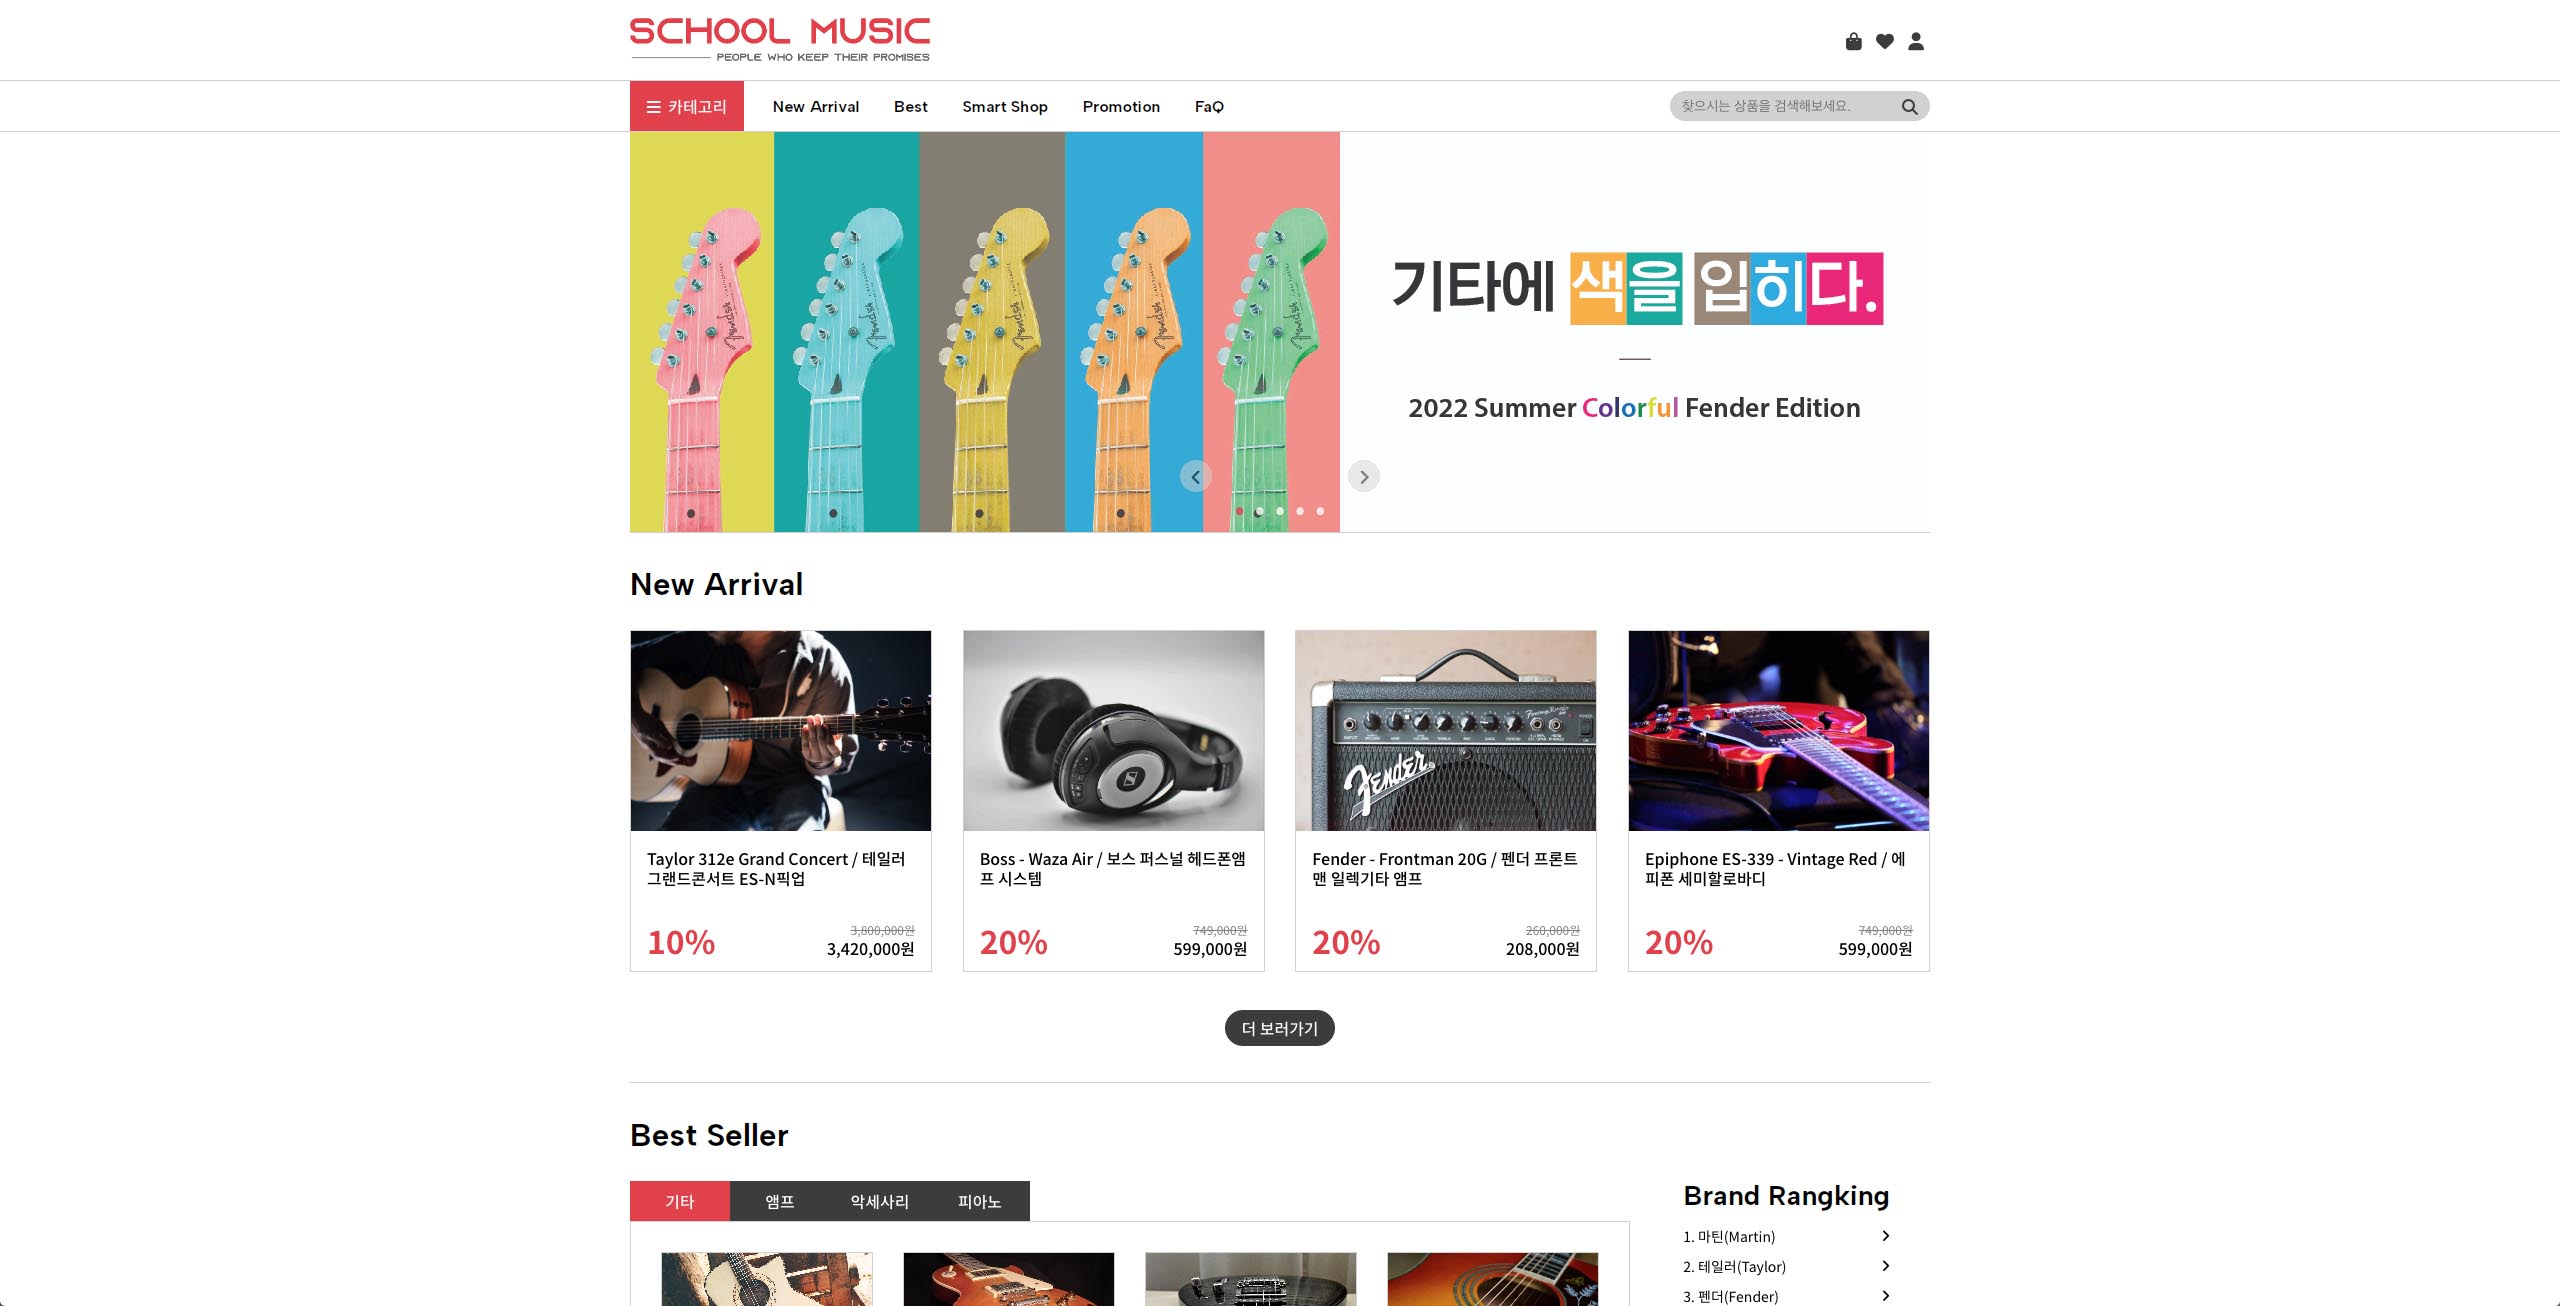 SCHOOL MUSIC
PEOPLE WHO KEEP THEIR PROMISES
카테고리
New Arrival
Best
Smart Shop
Promotion
FaQ
찾으시는 상품을 검색해보세요.
기타에 색을 입히다.
2022 Summer Colorful Fender Edition
New Arrival
Fender
Taylor 312e Grand Concert / 테일러
그랜드콘서트 ES-N픽업
10%
3,800,000원
3,420,000원
Boss - Waza Air / 보스 퍼스널 헤드폰앰
프 시스템
20%
749,000원
599,000원
Fender - Frontman 20G / 펜더 프론트
맨 일렉기타 앰프
20%
260,000원
208,000원
Epiphone ES-339 - Vintage Red / 에
피폰 세미할로바디
20%
749,000원
599,000원
더 보러가기
Best Seller
기타
앰프
악세사리
피아노
Brand Rangking
1. 마틴(Martin)
2. 테일러(Taylor)
3. 펜더(Fender)